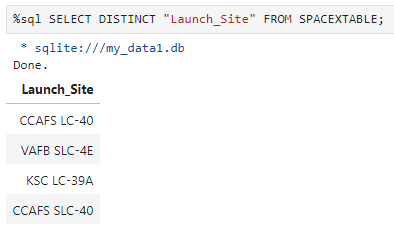 %sql SELECT DISTINCT "Launch_Site" FROM SPACEXTABLE;
* sqlite:///my_data1.db
Done.
Launch_Site
CCAFS LC-40
VAFB SLC-4E
KSC LC-39A
CCAFS SLC-40